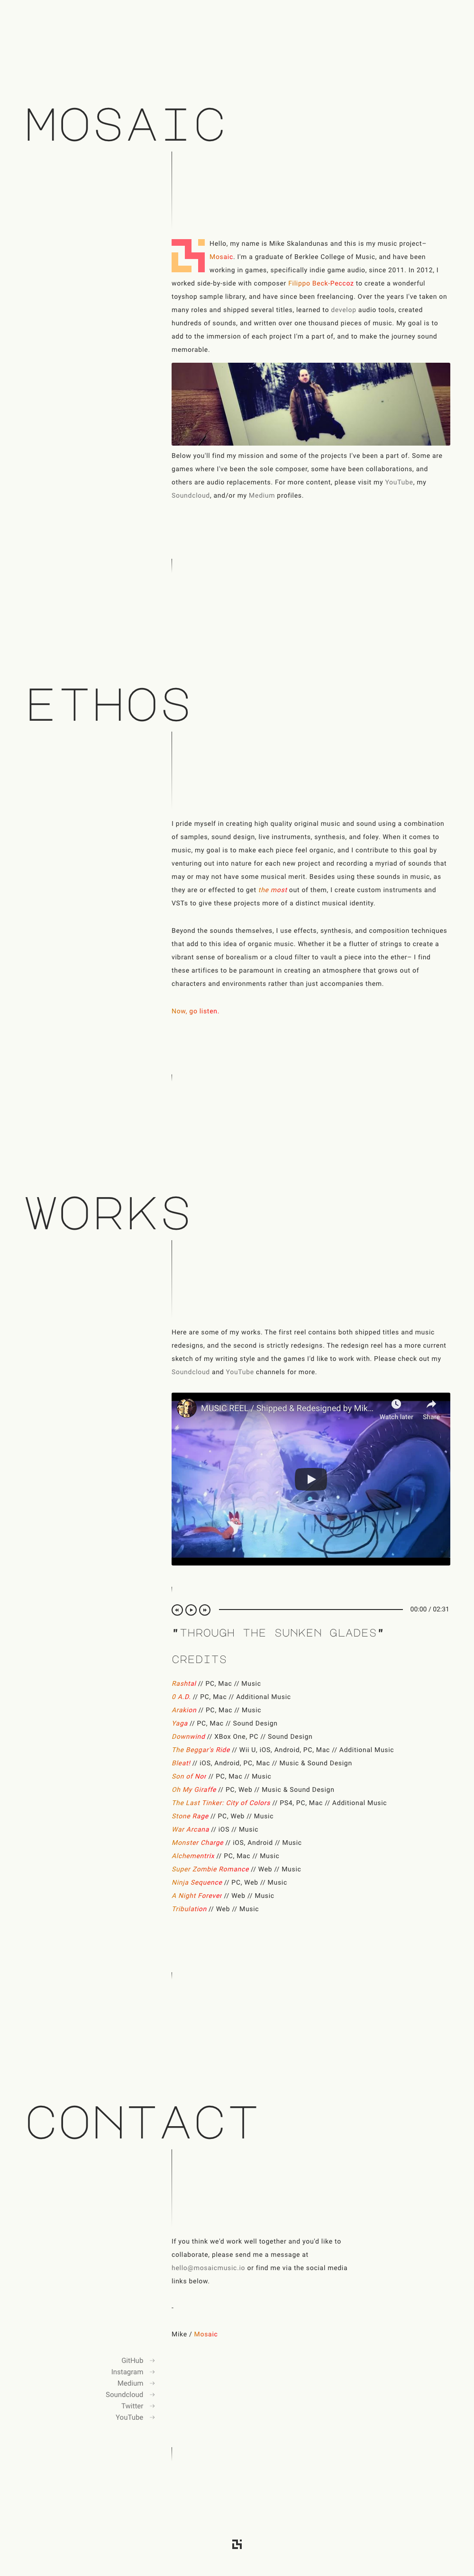 MOSAIC
Hello, my name is Mike Skalandunas and this is my music project–
Mosaic. I'm a graduate of Berklee College of Music, and have been
working in games, specifically indie game audio, since 2011. In 2012, I
worked side-by-side with composer Filippo Beck-Peccoz to create a wonderful
toyshop sample library, and have since been freelancing. Over the years I've taken on
many roles and shipped several titles, learned to develop audio tools, created
hundreds of sounds, and written over one thousand pieces of music. My goal is to
add to the immersion of each project I'm a part of, and to make the journey sound
memorable.
Below you'll find my mission and some of the projects I've been a part of. Some are
games where I've been the sole composer, some have been collaborations, and
others are audio replacements. For more content, please visit my YouTube, my
Soundcloud, and/or my Medium profiles.
ETHOS
I pride myself in creating high quality original music and sound using a combination
of samples, sound design, live instruments, synthesis, and foley. When it comes to
music, my goal is to make each piece feel organic, and I contribute to this goal by
venturing out into nature for each new project and recording a myriad of sounds that
may or may not have some musical merit. Besides using these sounds in music, as
they are or effected to get the most out of them, I create custom instruments and
VSTs to give these projects more of a distinct musical identity.
Beyond the sounds themselves, I use effects, synthesis, and composition techniques
that add to this idea of organic music. Whether it be a flutter of strings to create a
vibrant sense of borealism or a cloud filter to vault a piece into the ether– I find
these artifices to be paramount in creating an atmosphere that grows out of
characters and environments rather than just accompanies them.
Now, go listen.
WORKS
Here are some of my works. The first reel contains both shipped titles and music
redesigns, and the second is strictly redesigns. The redesign reel has a more current
sketch of my writing style and the games I'd like to work with. Please check out my
Soundcloud and YouTube channels for more.
MUSIC REEL / Shipped & Redesigned by Mik...
Watch later
Share
00:00 / 02:31
"THROUGH THE SUNKEN GLADES"
CREDITS
Rashtal // PC, Mac // Music
0 A.D. // PC, Mac // Additional Music
Arakion // PC, Mac // Music
Yaga // PC, Mac // Sound Design
Downwind // XBox One, PC // Sound Design
The Beggar's Ride // Wii U, iOS, Android, PC, Mac // Additional Music
Bleat! // iOS, Android, PC, Mac // Music & Sound Design
Son of Nor // PC, Mac // Music
Oh My Giraffe // PC, Web // Music & Sound Design
The Last Tinker: City of Colors // PS4, PC, Mac // Additional Music
Stone Rage // PC, Web // Music
War Arcana // iOS // Music
Monster Charge // iOS, Android // Music
Alchementrix // PC, Mac // Music
Super Zombie Romance // Web // Music
Ninja Sequence // PC, Web // Music
A Night Forever // Web // Music
Tribulation // Web // Music
CONTACT
If you think we'd work well together and you'd like to
collaborate, please send me a message at
hello@mosaicmusic.io or find me via the social media
links below.
-
Mike / Mosaic
GitHub →
Instagram →
Medium →
Soundcloud →
Twitter →
YouTube →